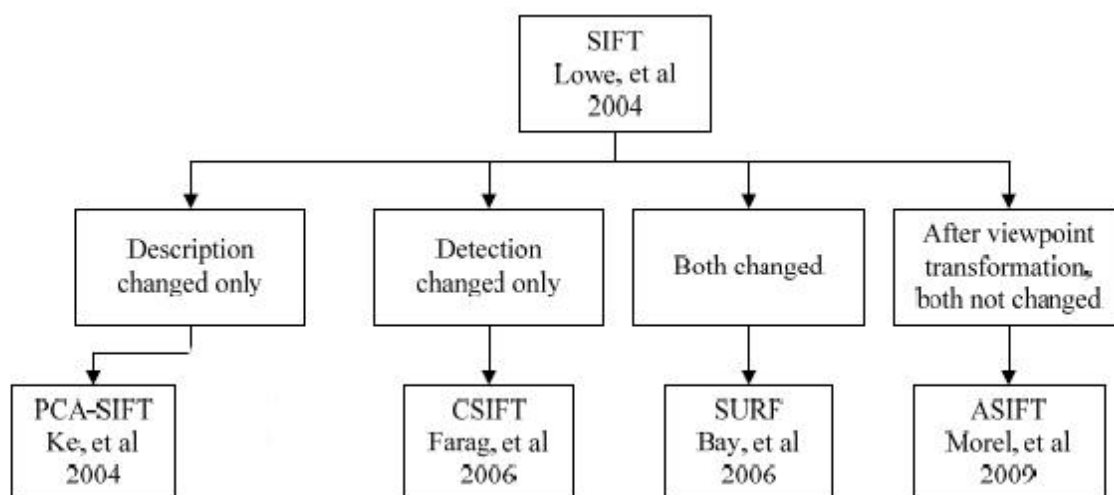 SIFT
Lowe, et al
2004
Description
changed only
Detection
changed only
Both changed
After viewpoint
transformation,
both not changed
PCA-SIFT
Ke, et al
2004
CSIFT
Farag, et al
2006
SURF
Bay, et al
2006
ASIFT
Morel, et al
2009